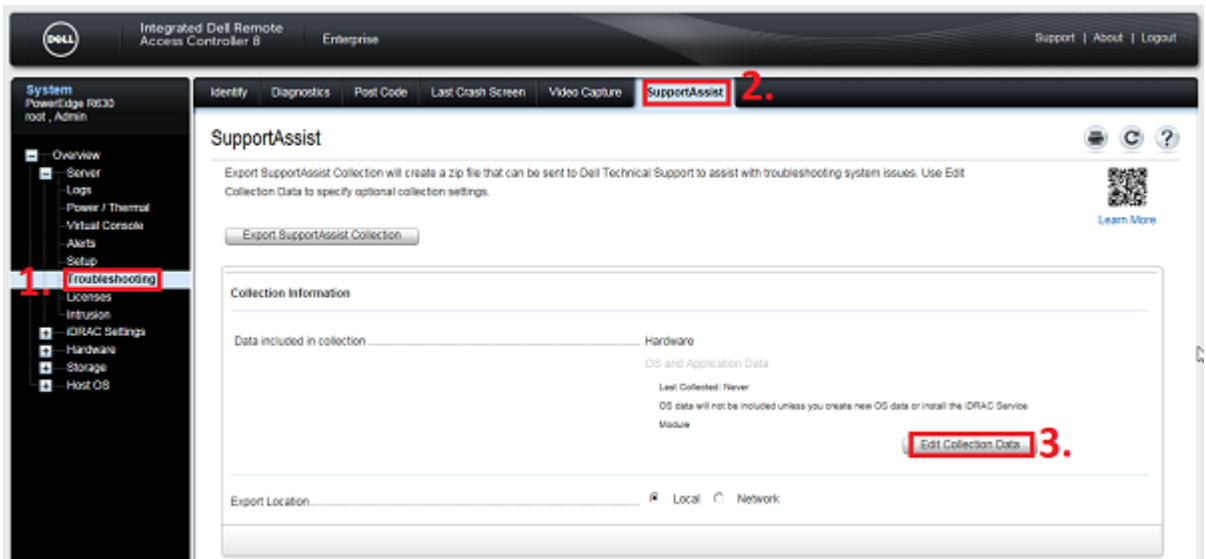 DELL
Integrated Dell Remote
Access Controller 8
Enterprise
Support | About | Logout
System
PowerEdge R630
root , Admin
Overview
Server
Logs
Power / Thermal
Virtual Console
Alerts
Setup
1. Troubleshooting
Licenses
Intrusion
iDRAC Settings
Hardware
Storage
Host OS
Identify Diagnostics Post Code Last Crash Screen Video Capture SupportAssist 2.
SupportAssist
Export SupportAssist Collection will create a zip file that can be sent to Dell Technical Support to assist with troubleshooting system issues. Use Edit
Collection Data to specify optional collection settings.
Learn More
Export SupportAssist Collection
Collection Information
Data included in collection Hardware
OS and Application Data
Last Collected: Never
OS data will not be included unless you create new OS data or install the iDRAC Service
Module
Edit Collection Data 3.
Export Location Local Network